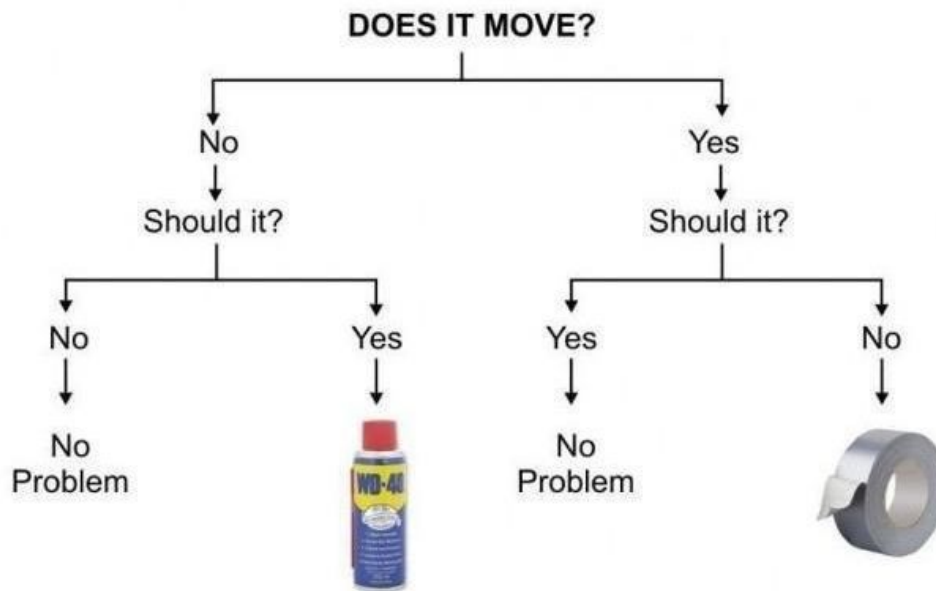 DOES IT MOVE?
No
Yes
Should it?
Should it?
No
Yes
Yes
No
No
Problem
WD-40
No
Problem